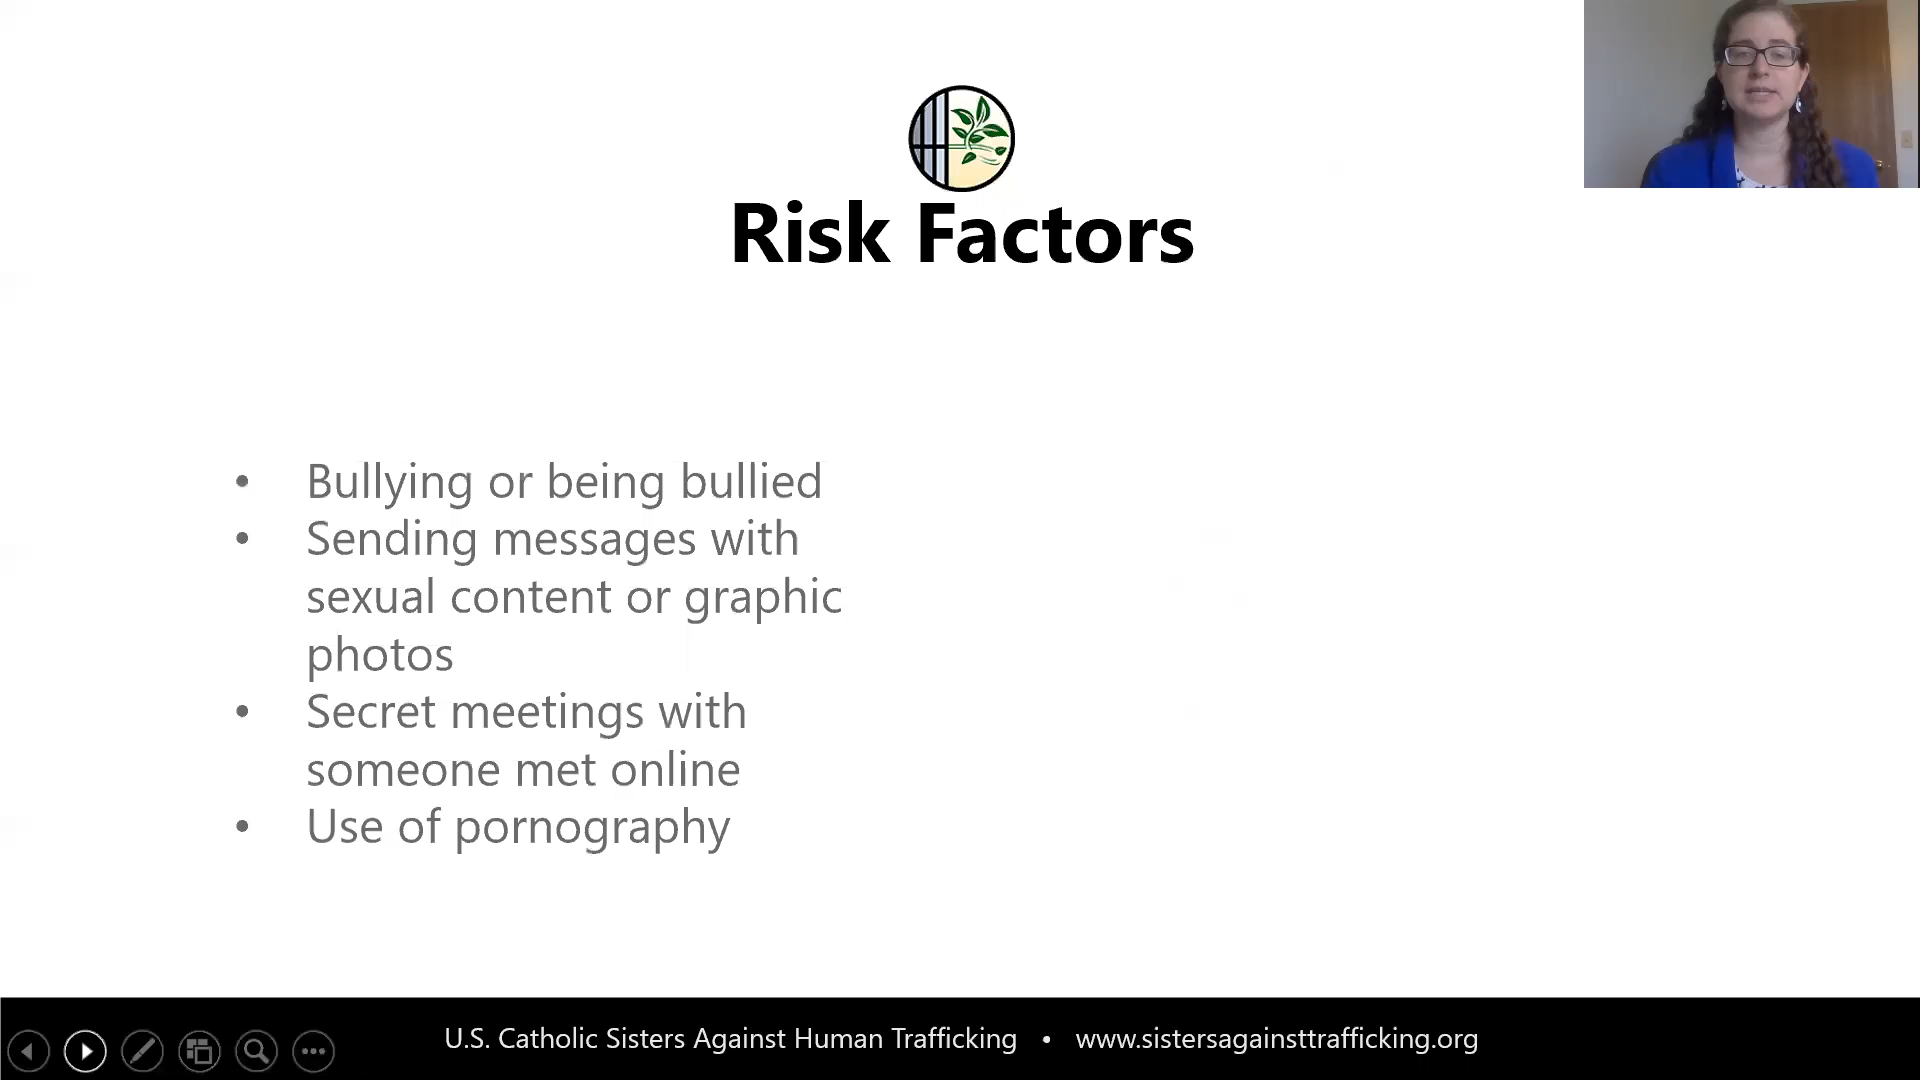 Risk Factors
• Bullying or being bullied
• Sending messages with
sexual content or graphic
photos
• Secret meetings with
someone met online
• Use of pornography
U.S. Catholic Sisters Against Human Trafficking • www.sistersagainsttrafficking.org